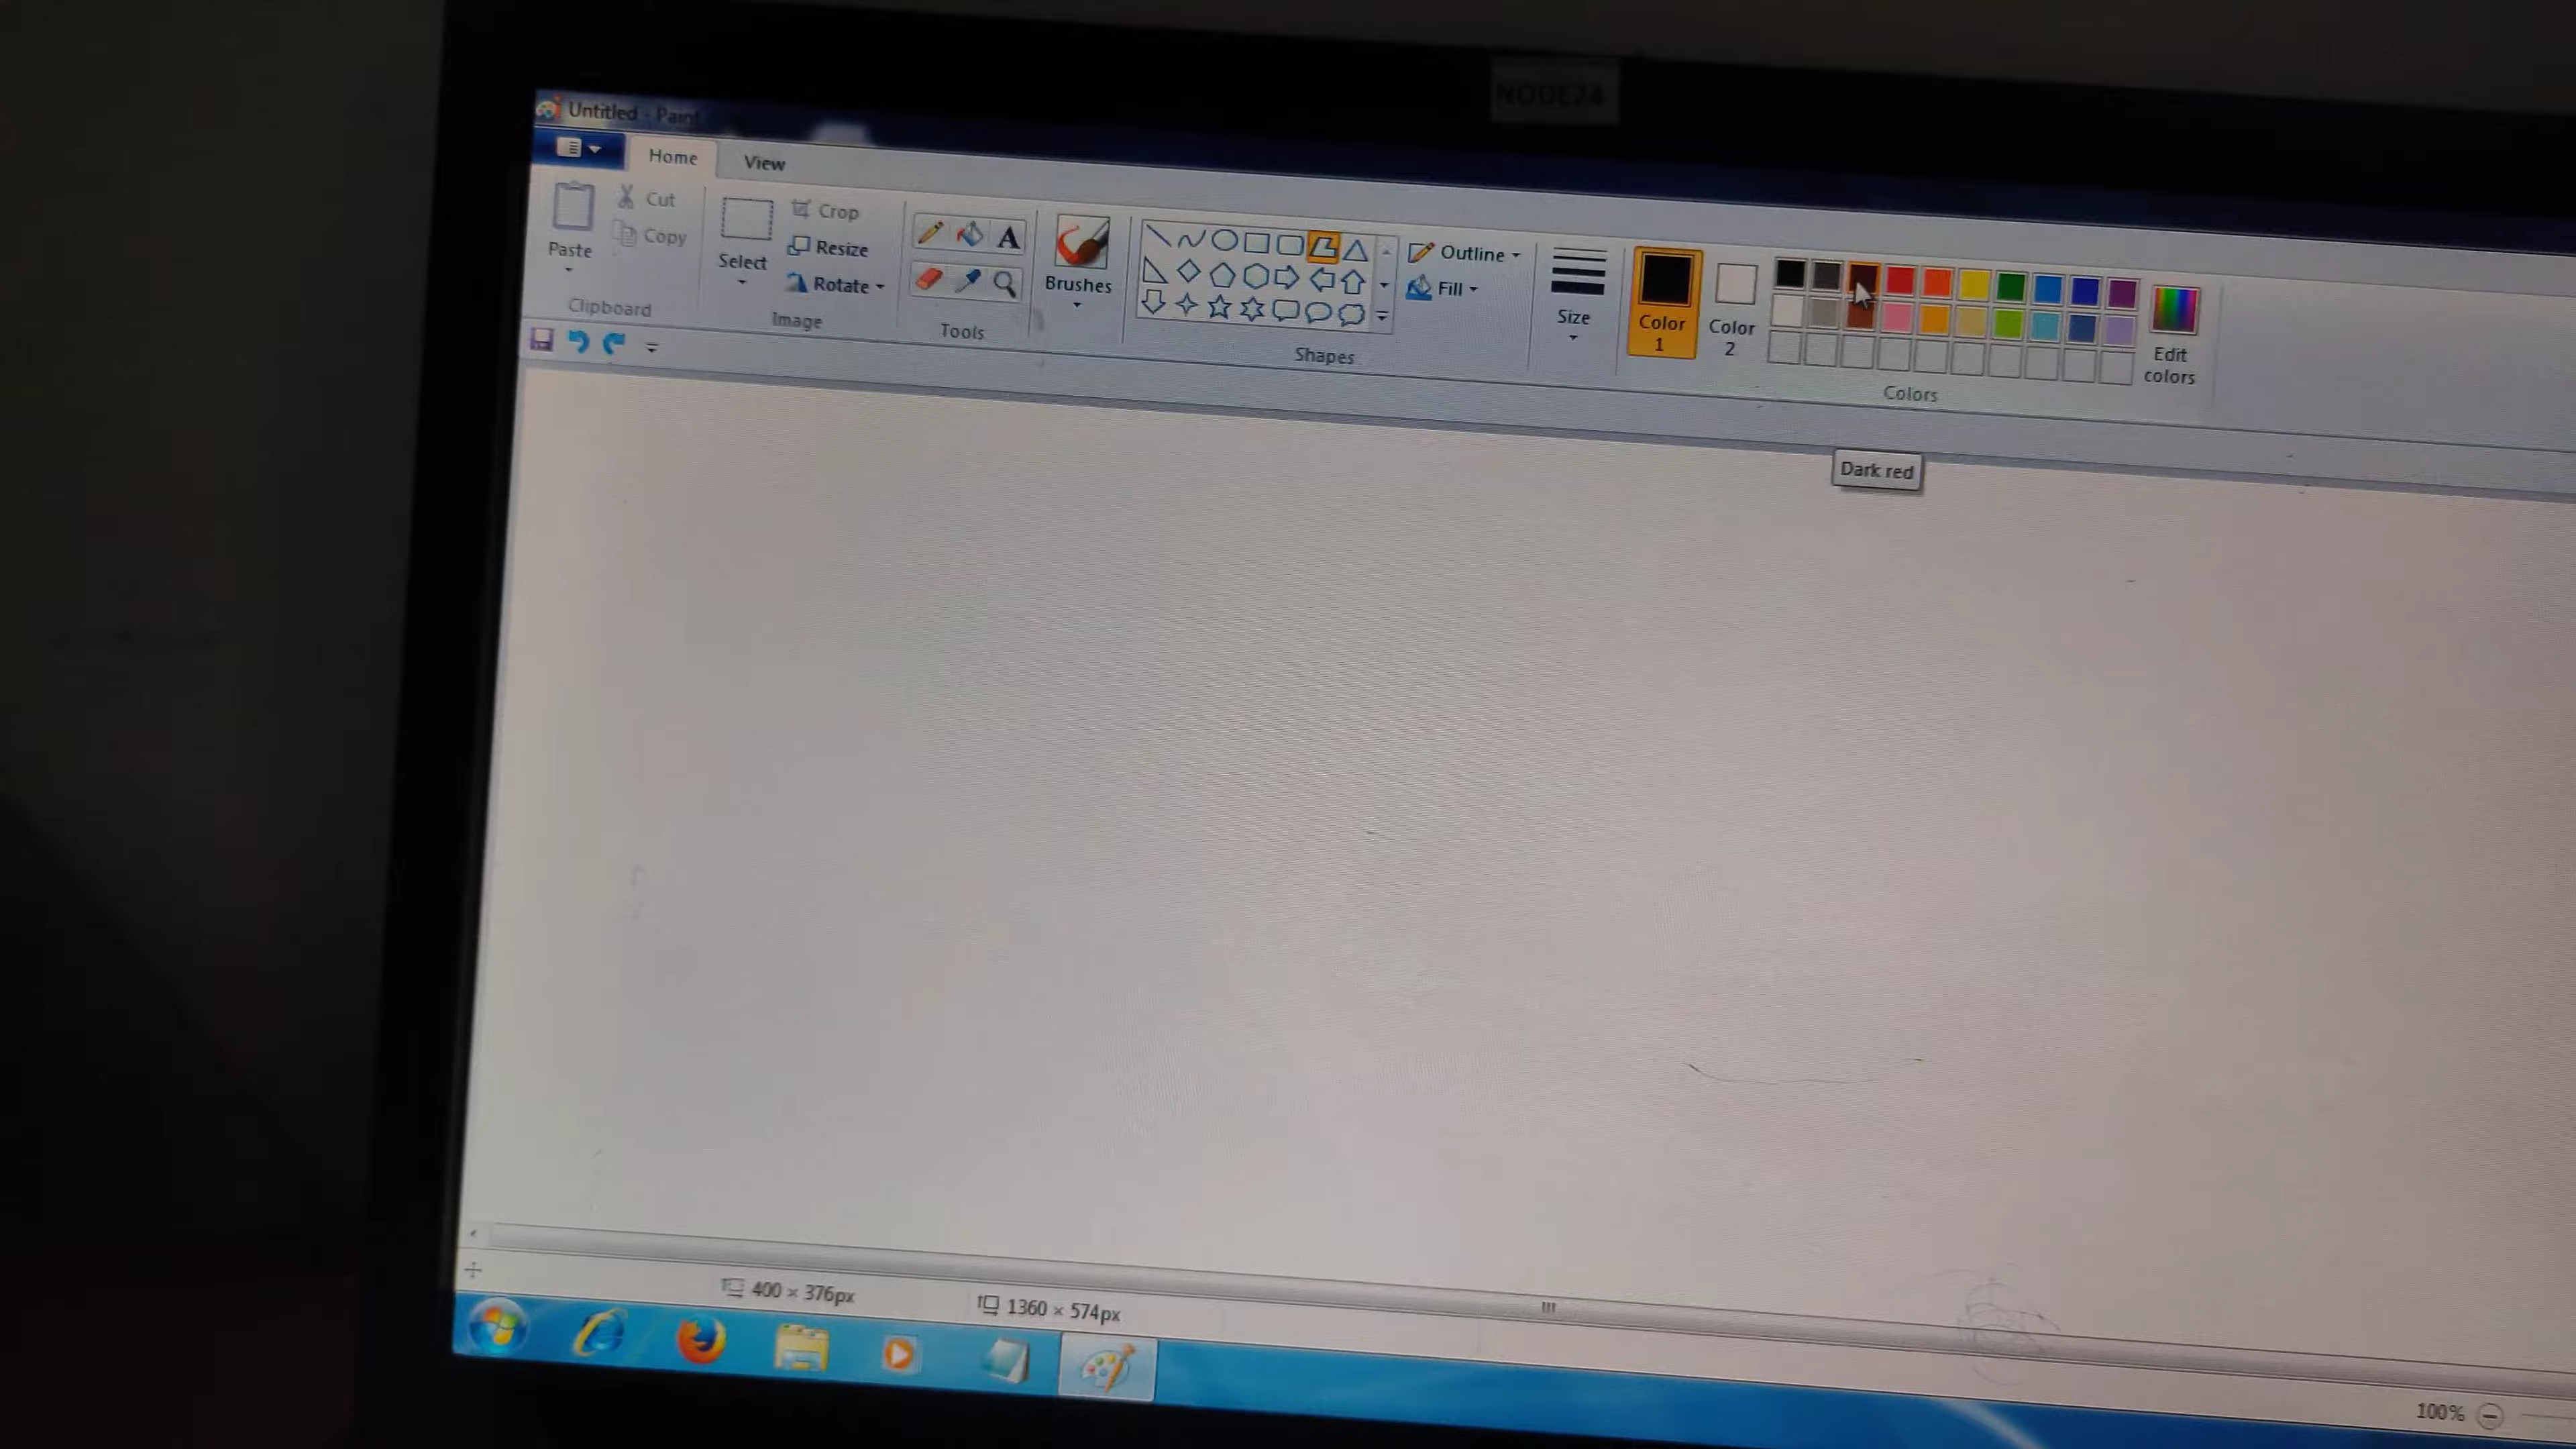 NODE24
Untitled - Paint
Home View
Cut
Copy
Paste
Clipboard
Crop
Resize
Rotate
Select
Image
A
Tools
Brushes
Outline
Fill
Shapes
Size
Color
1
Color
2
Edit
colors
Colors
Dark red
400 × 376px
1360 × 574px
100%